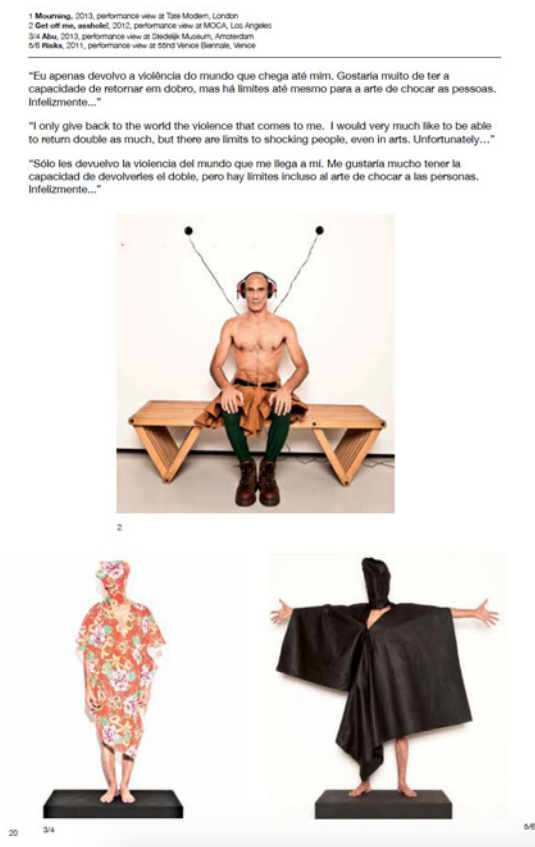 1 Mourning, 2013, performance view at Tate Modern, London
2 Get off me, asshole!, 2012, performance view at MOCA, Los Angeles
3/4 Abu, 2013, performance view at Stedelijk Museum, Amsterdam
5/6 Risks, 2011, performance view at 55nd Venice Biennale, Venice
“Eu apenas devolvo a violência do mundo que chega até mim. Gostaria muito de ter a
capacidade de retornar em dobro, mas há limites até mesmo para a arte de chocar as pessoas.
Infelizmente...”
“I only give back to the world the violence that comes to me. I would very much like to be able
to return double as much, but there are limits to shocking people, even in arts. Unfortunately…”
“Sólo les devuelvo la violencia del mundo que me llega a mí. Me gustaría mucho tener la
capacidad de devolverles el doble, pero hay límites incluso al arte de chocar a las personas.
Infelizmente...”
2
20
3/4
5/6